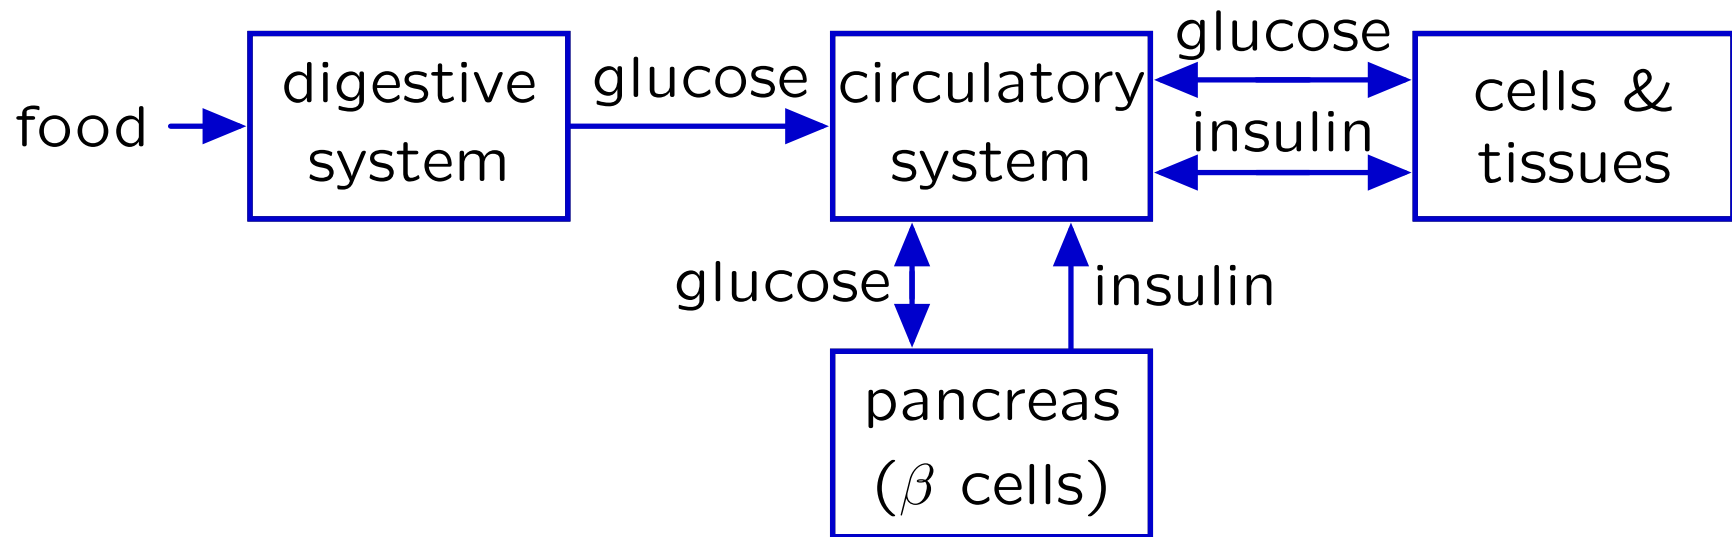 food
digestive
system
glucose
circulatory
system
glucose
insulin
cells &
tissues
glucose
insulin
pancreas
(β cells)